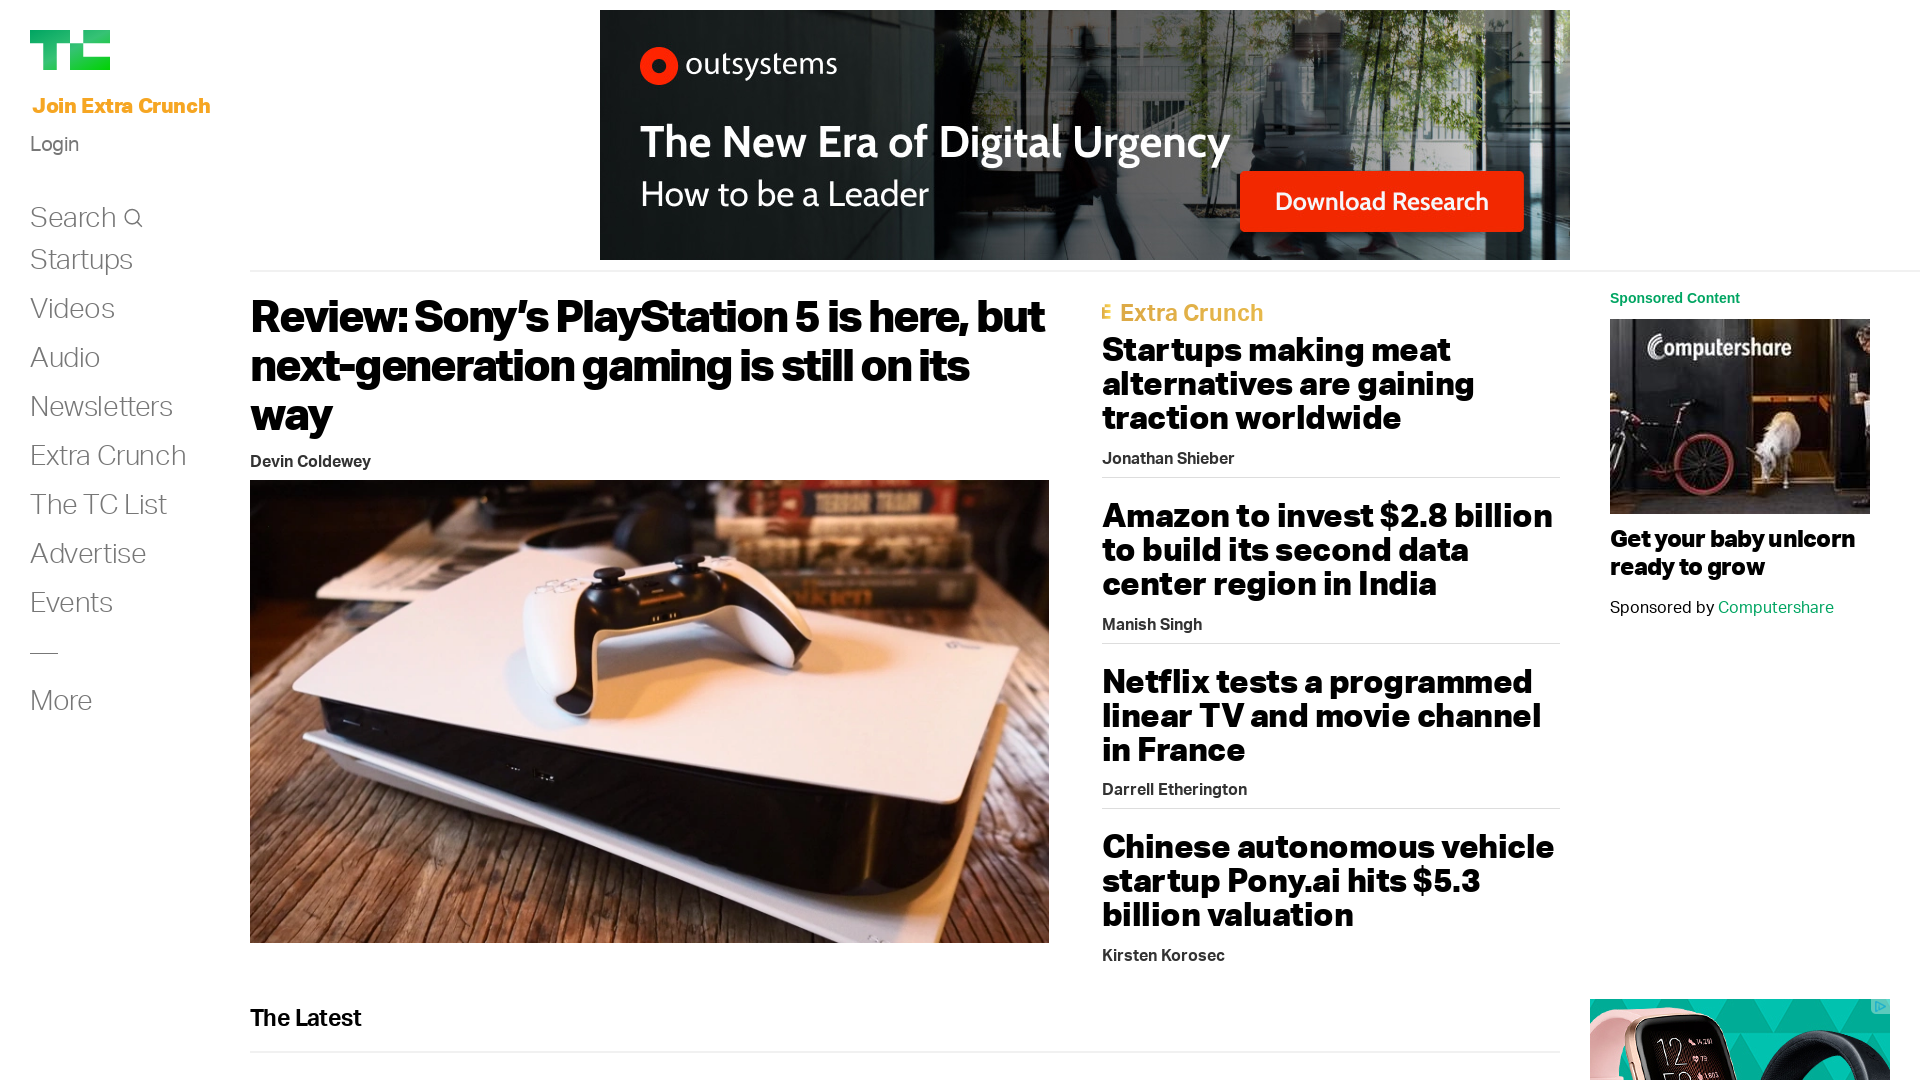 TC
Join Extra Crunch
Login
Search
Startups
Videos
Audio
Newsletters
Extra Crunch
The TC List
Advertise
Events
—
More
outsystems
The New Era of Digital Urgency
How to be a Leader
Download Research
Review: Sony’s PlayStation 5 is here, but
next-generation gaming is still on its
way
Devin Coldewey
TERROR TRAIN
Extra Crunch
Startups making meat
alternatives are gaining
traction worldwide
Jonathan Shieber
Amazon to invest $2.8 billion
to build its second data
center region in India
Manish Singh
Netflix tests a programmed
linear TV and movie channel
in France
Darrell Etherington
Chinese autonomous vehicle
startup Pony.ai hits $5.3
billion valuation
Kirsten Korosec
Sponsored Content
Computershare
Get your baby unicorn
ready to grow
Sponsored by Computershare
The Latest
12